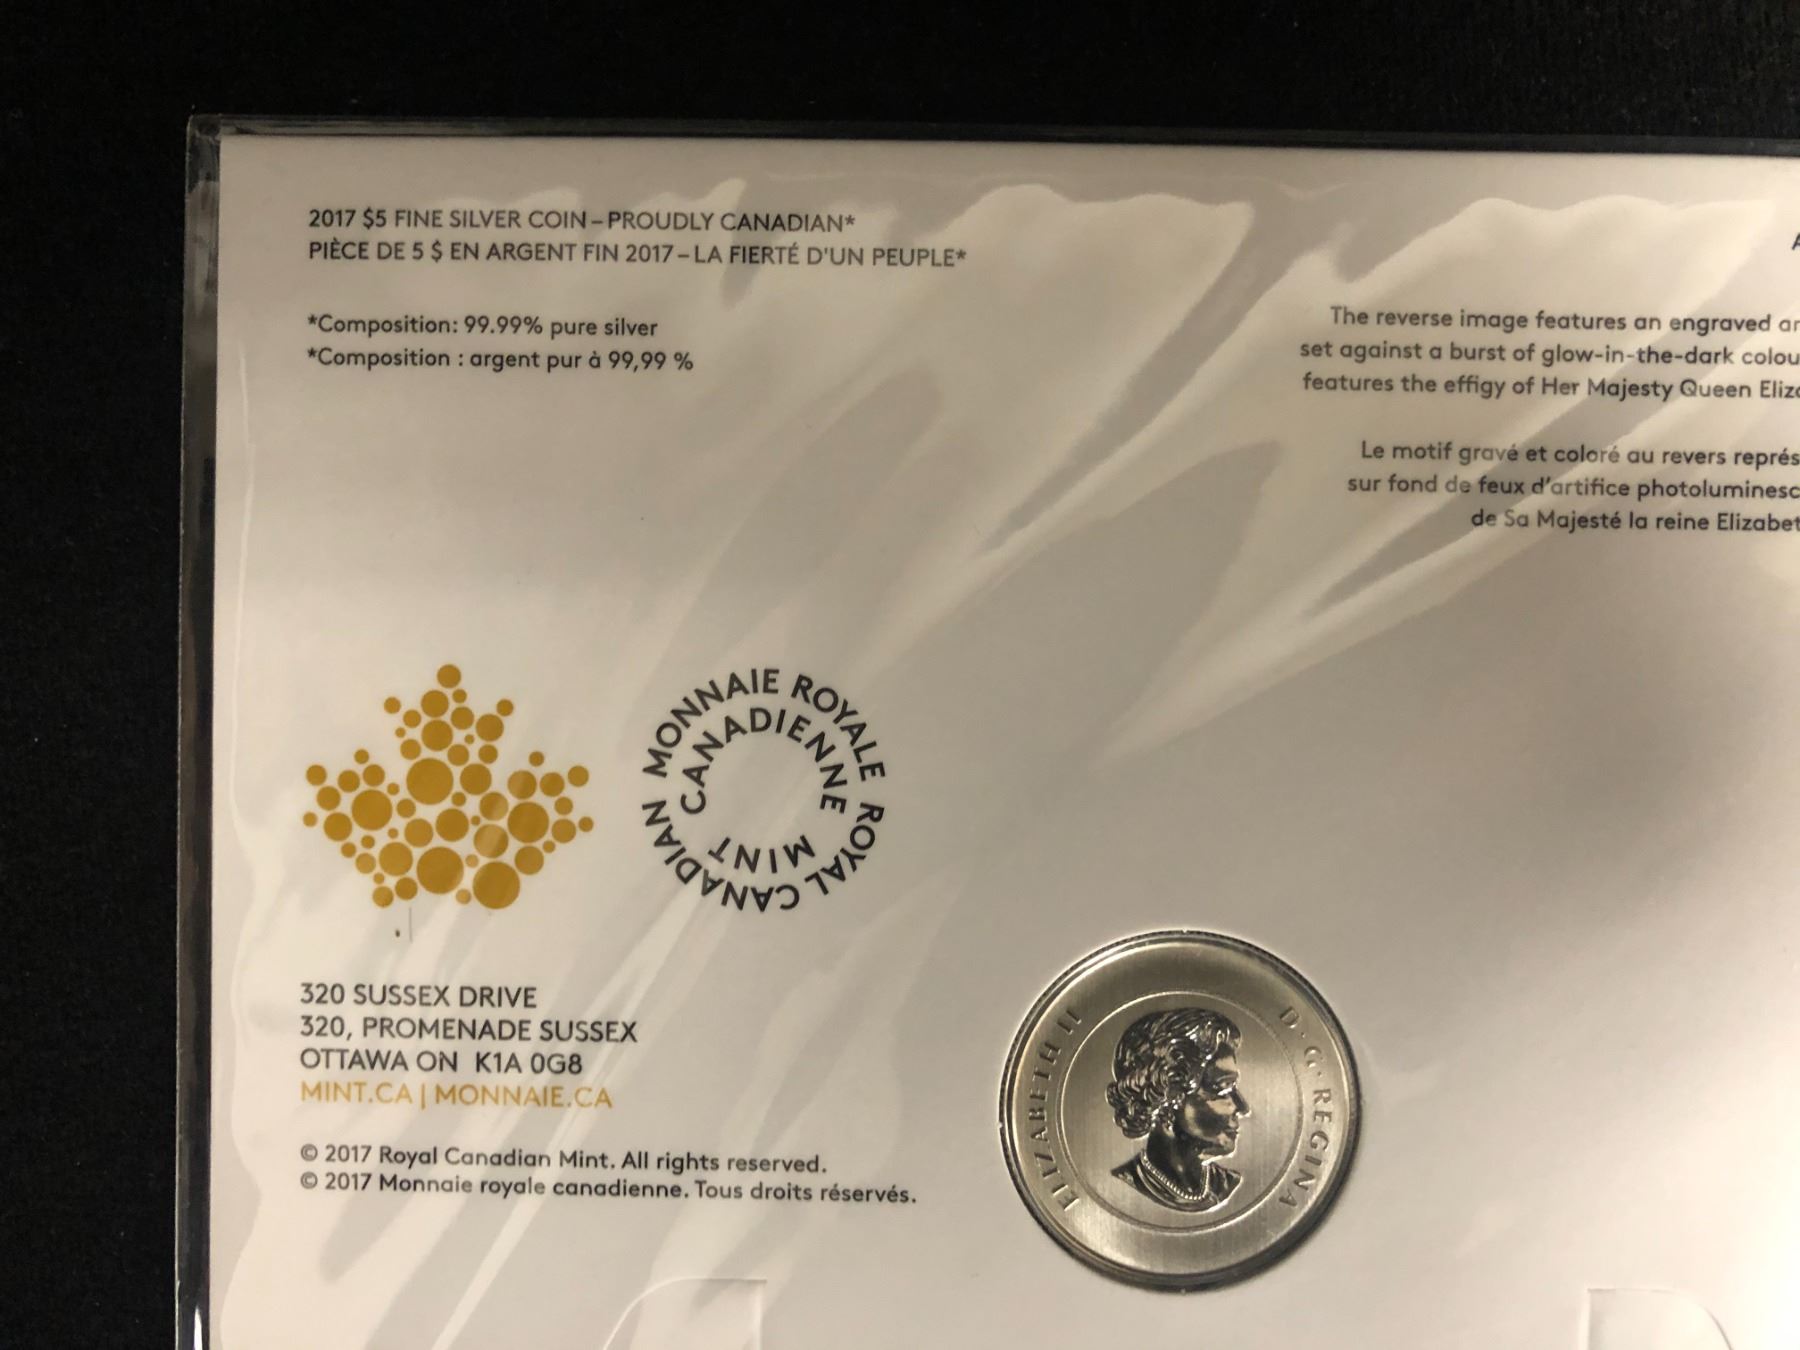 2017 $5 FINE SILVER COIN – PROUDLY CANADIAN*
PIÈCE DE 5 $ EN ARGENT FIN 2017 – LA FIERTÉ D'UN PEUPLE*
*Composition: 99.99% pure silver
*Composition : argent pur à 99,99 %
The reverse image features an engraved
set against a burst of glow-in-the-dark
features the effigy of Her Majesty Queen
Le motif gravé et coloré au revers
sur fond de feux d'artifice
de Sa Majesté la reine
MONNAIE ROYALE
CANADIENNE
ROYAL CANADIAN
MINT
320 SUSSEX DRIVE
320, PROMENADE SUSSEX
OTTAWA ON K1A 0G8
MINT.CA | MONNAIE.CA
© 2017 Royal Canadian Mint. All rights reserved.
© 2017 Monnaie royale canadienne. Tous droits réservés.
ELIZABETH II D·G·REGINA